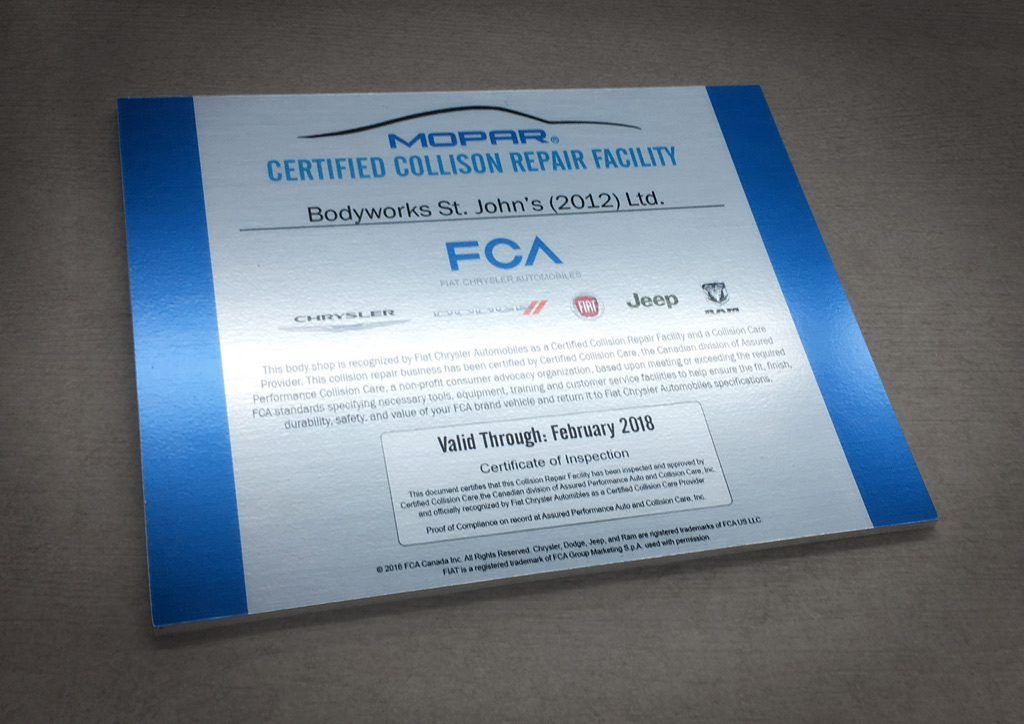 MOPAR®
CERTIFIED COLLISON REPAIR FACILITY
Bodyworks St. John's (2012) Ltd.
FCA
FIAT CHRYSLER AUTOMOBILES
CHRYSLER DODGE FIAT Jeep RAM
This body shop is recognized by Fiat Chrysler Automobiles as a Certified Collision Repair Facility and a Collision Care
Provider. This collision repair business has been certified by Certified Collision Care, the Canadian division of Assured
Performance Collision Care, a non-profit consumer advocacy organization, based upon meeting or exceeding the required
FCA standards specifying necessary tools, equipment, training and customer service facilities to help ensure the fit, finish,
durability, safety, and value of your FCA brand vehicle and return it to Fiat Chrysler Automobiles specifications.
Valid Through: February 2018
Certificate of Inspection
This document certifies that this Collision Repair Facility has been inspected and approved by
Certified Collision Care,the Canadian division of Assured Performance Auto and Collision Care, Inc.
and officially recognized by Fiat Chrysler Automibles as a Certified Collision Care Provider
Proof of Compliance on record at Assured Performance Auto and Collision Care, Inc.
© 2016 FCA Canada Inc. All Rights Reserved. Chrysler, Dodge, Jeep, and Ram are rigistered trademarks of FCA US LLC.
FIAT is a registered trademark of FCA Group Marketing S.p.A. used with permission.